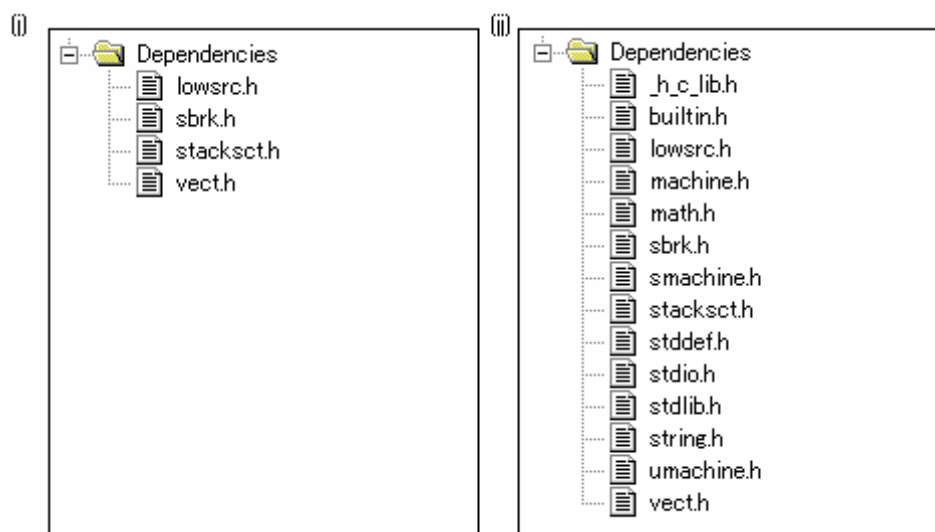 (i)
Dependencies
lowsrc.h
sbrk.h
stacksct.h
vect.h
(ii)
Dependencies
_h_c_lib.h
builtin.h
lowsrc.h
machine.h
math.h
sbrk.h
smachine.h
stacksct.h
stddef.h
stdio.h
stdlib.h
string.h
umachine.h
vect.h